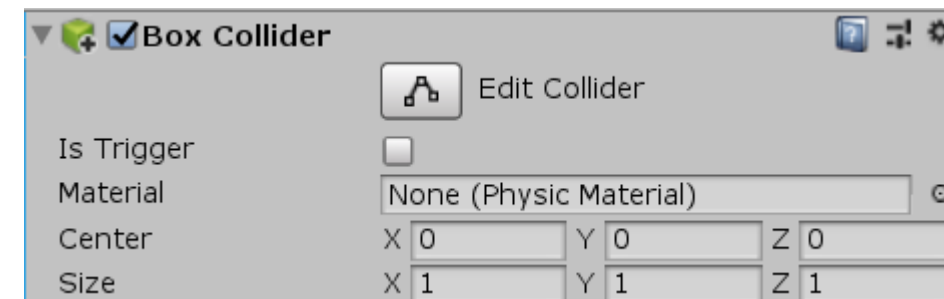 Box Collider
Edit Collider
Is Trigger
Material None (Physic Material)
Center X 0 Y 0 Z 0
Size X 1 Y 1 Z 1